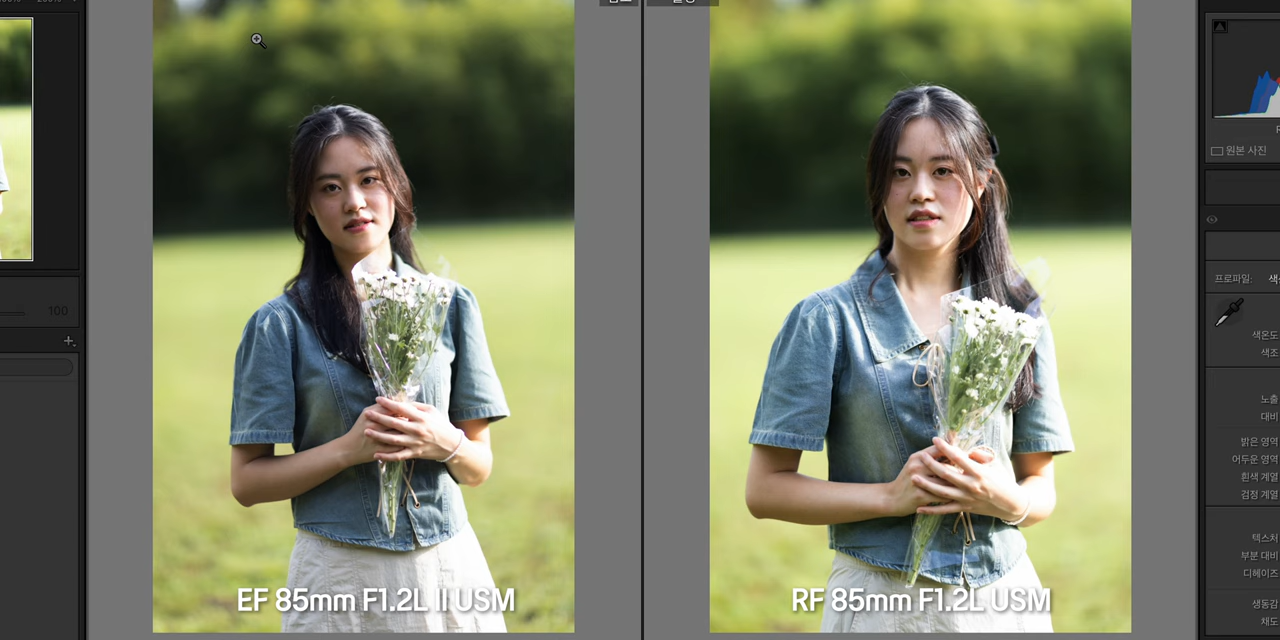 100
EF 85mm F1.2L II USM
RF 85mm F1.2L USM
원본 사진
프로파일:
색온도
색조
노출
대비
밝은 영역
어두운 영역
흰색 계열
검정 계열
텍스처
부분 대비
디헤이즈
생동감
채도